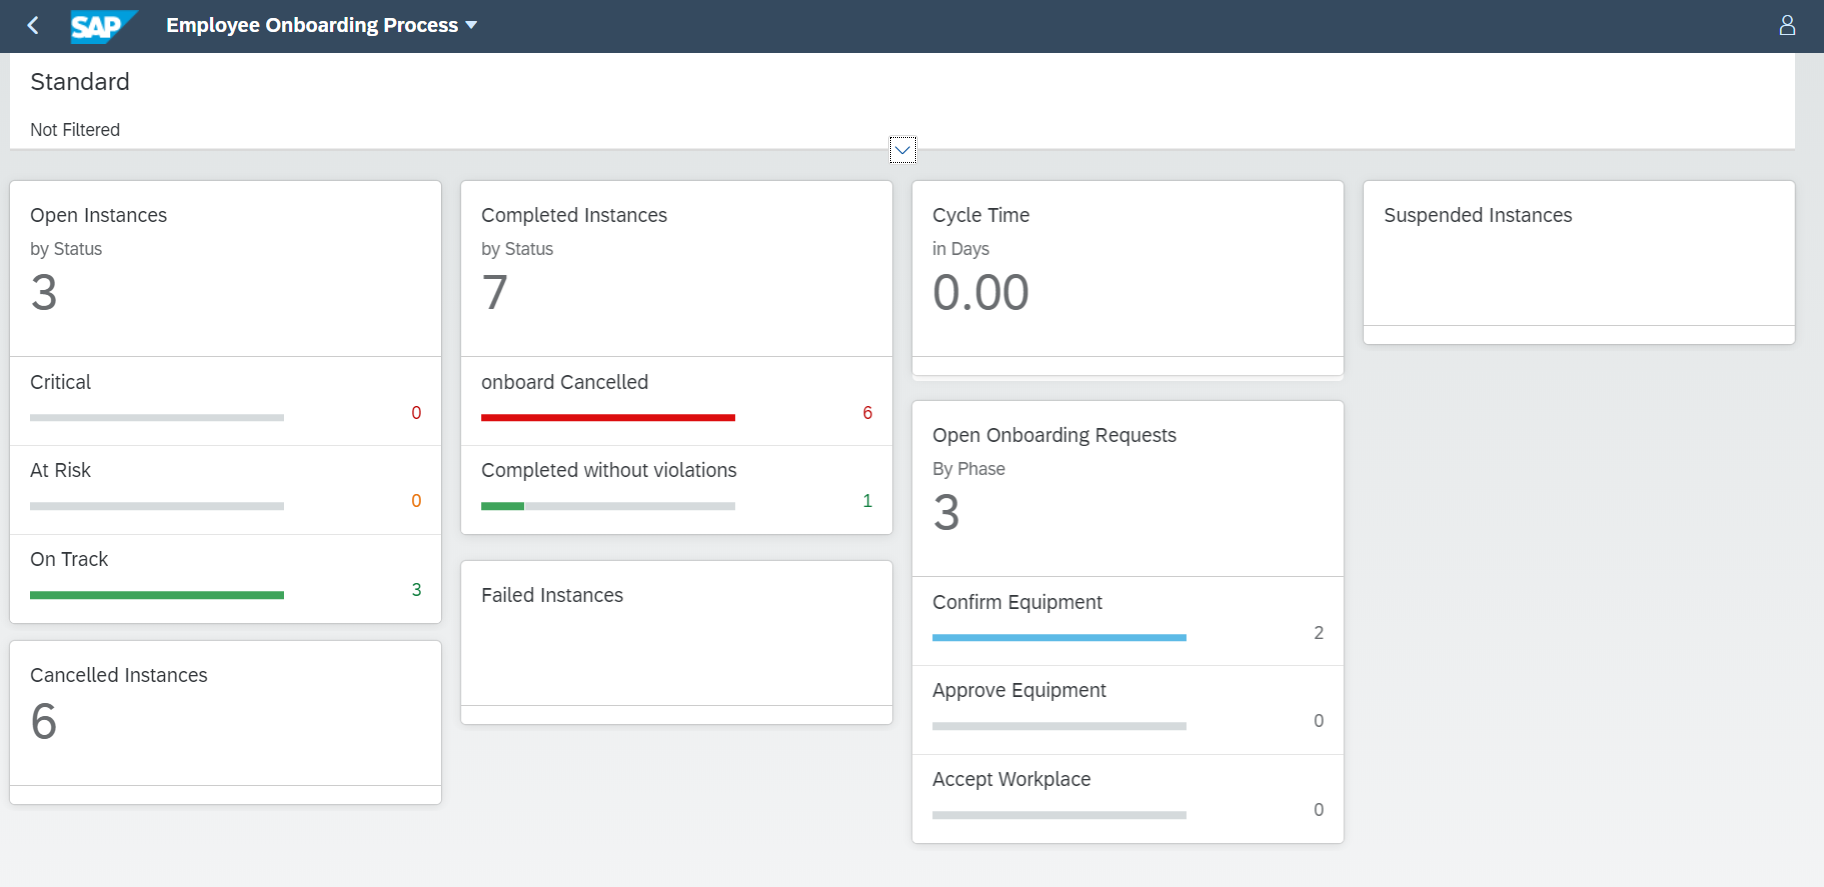 SAP
Employee Onboarding Process
Standard
Not Filtered
Open Instances
by Status
3
Critical
0
At Risk
0
On Track
3
Cancelled Instances
6
Completed Instances
by Status
7
onboard Cancelled
6
Completed without violations
1
Failed Instances
Cycle Time
in Days
0.00
Open Onboarding Requests
By Phase
3
Confirm Equipment
2
Approve Equipment
0
Accept Workplace
0
Suspended Instances